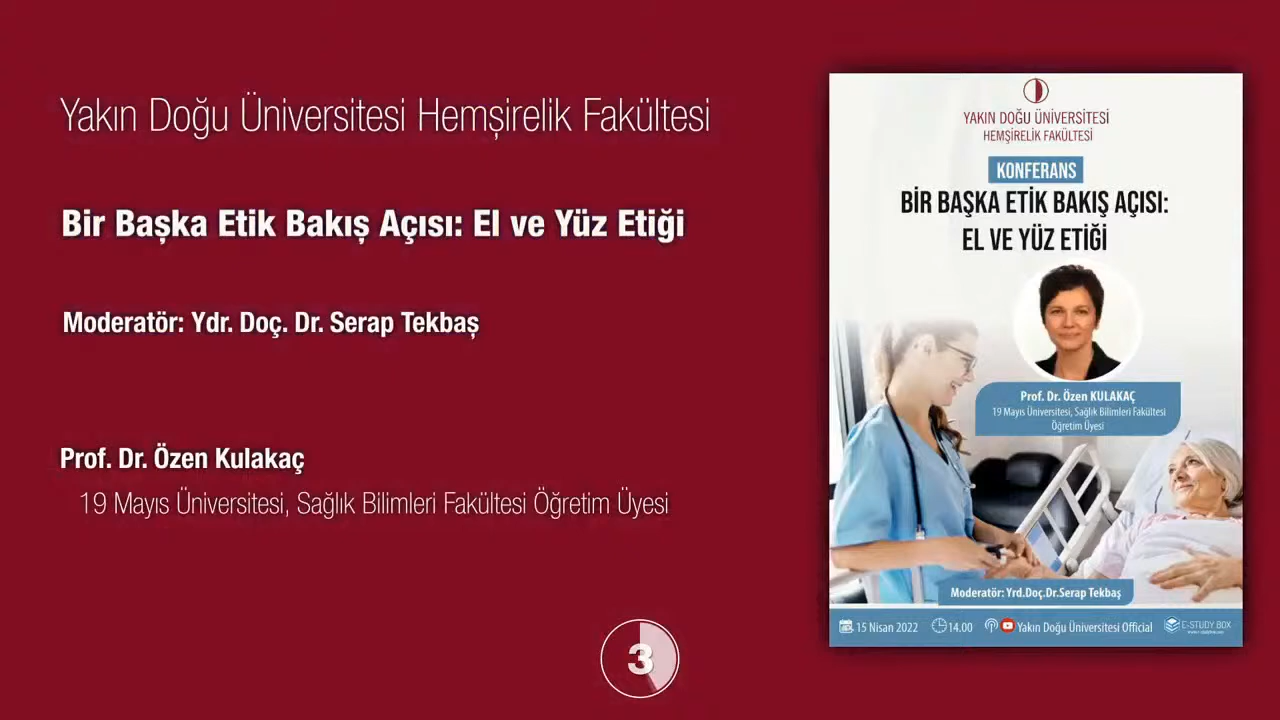 Yakın Doğu Üniversitesi Hemşirelik Fakültesi
Bir Başka Etik Bakış Açısı: El ve Yüz Etiği
Moderatör: Ydr. Doç. Dr. Serap Tekbaş
Prof. Dr. Özen Kulakaç
19 Mayıs Üniversitesi, Sağlık Bilimleri Fakültesi Öğretim Üyesi
3
YAKIN DOĞU ÜNİVERSİTESİ
HEMŞİRELİK FAKÜLTESİ
KONFERANS
BİR BAŞKA ETİK BAKIŞ AÇISI:
EL VE YÜZ ETİĞİ
Prof. Dr. Özen KULAKAÇ
19 Mayıs Üniversitesi, Sağlık Bilimleri Fakültesi
Öğretim Üyesi
Moderatör: Yrd.Doç.Dr.Serap Tekbaş
15 Nisan 2022 14.00 Yakın Doğu Üniversitesi Official E-STUDY BOX